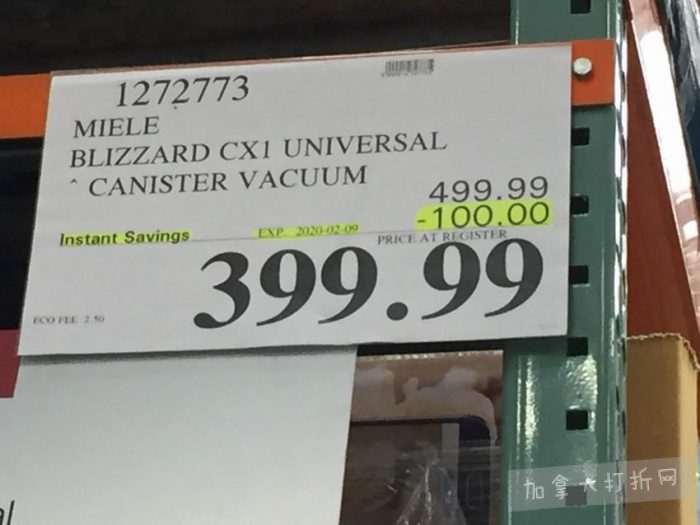 1272773
MIELE
BLIZZARD CX1 UNIVERSAL
^ CANISTER VACUUM
499.99
-100.00
Instant Savings EXP. 2020-02-09 PRICE AT REGISTER
399.99
ECO FEE 2.50
加拿大打折网